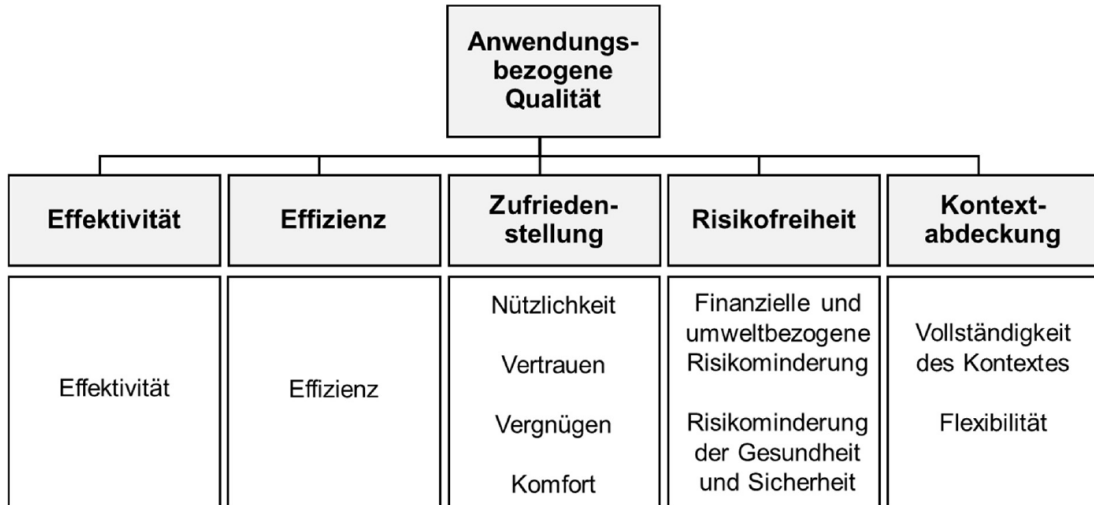 Anwendungs-
bezogene
Qualität
Effektivität
Effizienz
Zufrieden-
stellung
Risikofreiheit
Kontext-
abdeckung
Effektivität
Effizienz
Nützlichkeit
Vertrauen
Vergnügen
Komfort
Finanzielle und
umweltbezogene
Risikominderung
Risikominderung
der Gesundheit
und Sicherheit
Vollständigkeit
des Kontextes
Flexibilität